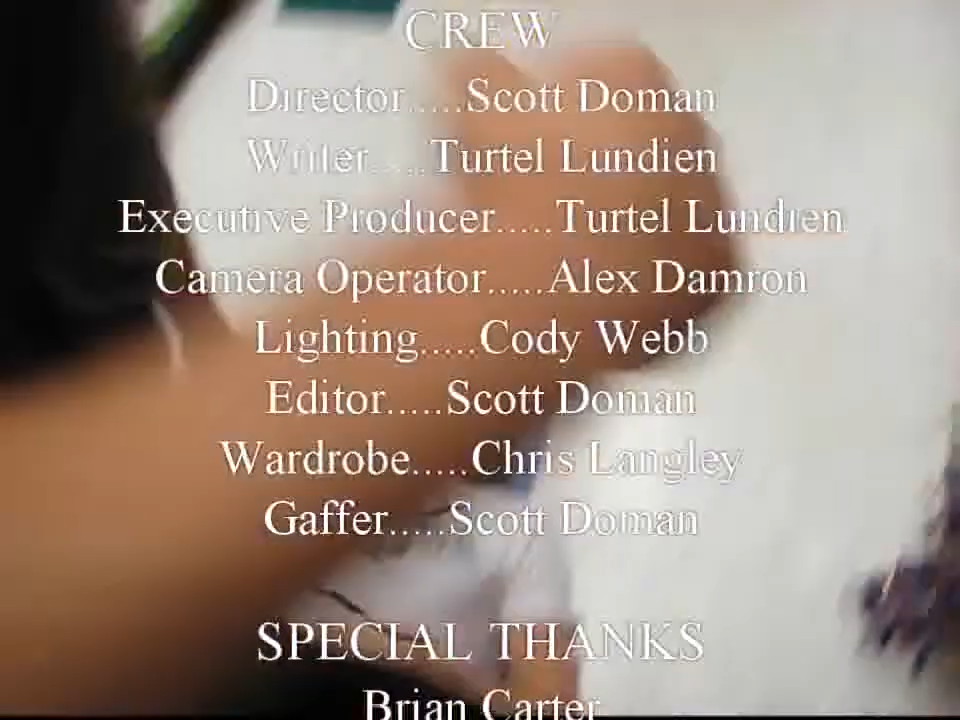 CREW
Director.....Scott Doman
Writer.....Turtel Lundien
Executive Producer.....Turtel Lundien
Camera Operator.....Alex Damron
Lighting.....Cody Webb
Editor.....Scott Doman
Wardrobe.....Chris Langley
Gaffer.....Scott Doman
SPECIAL THANKS
Brian Carter